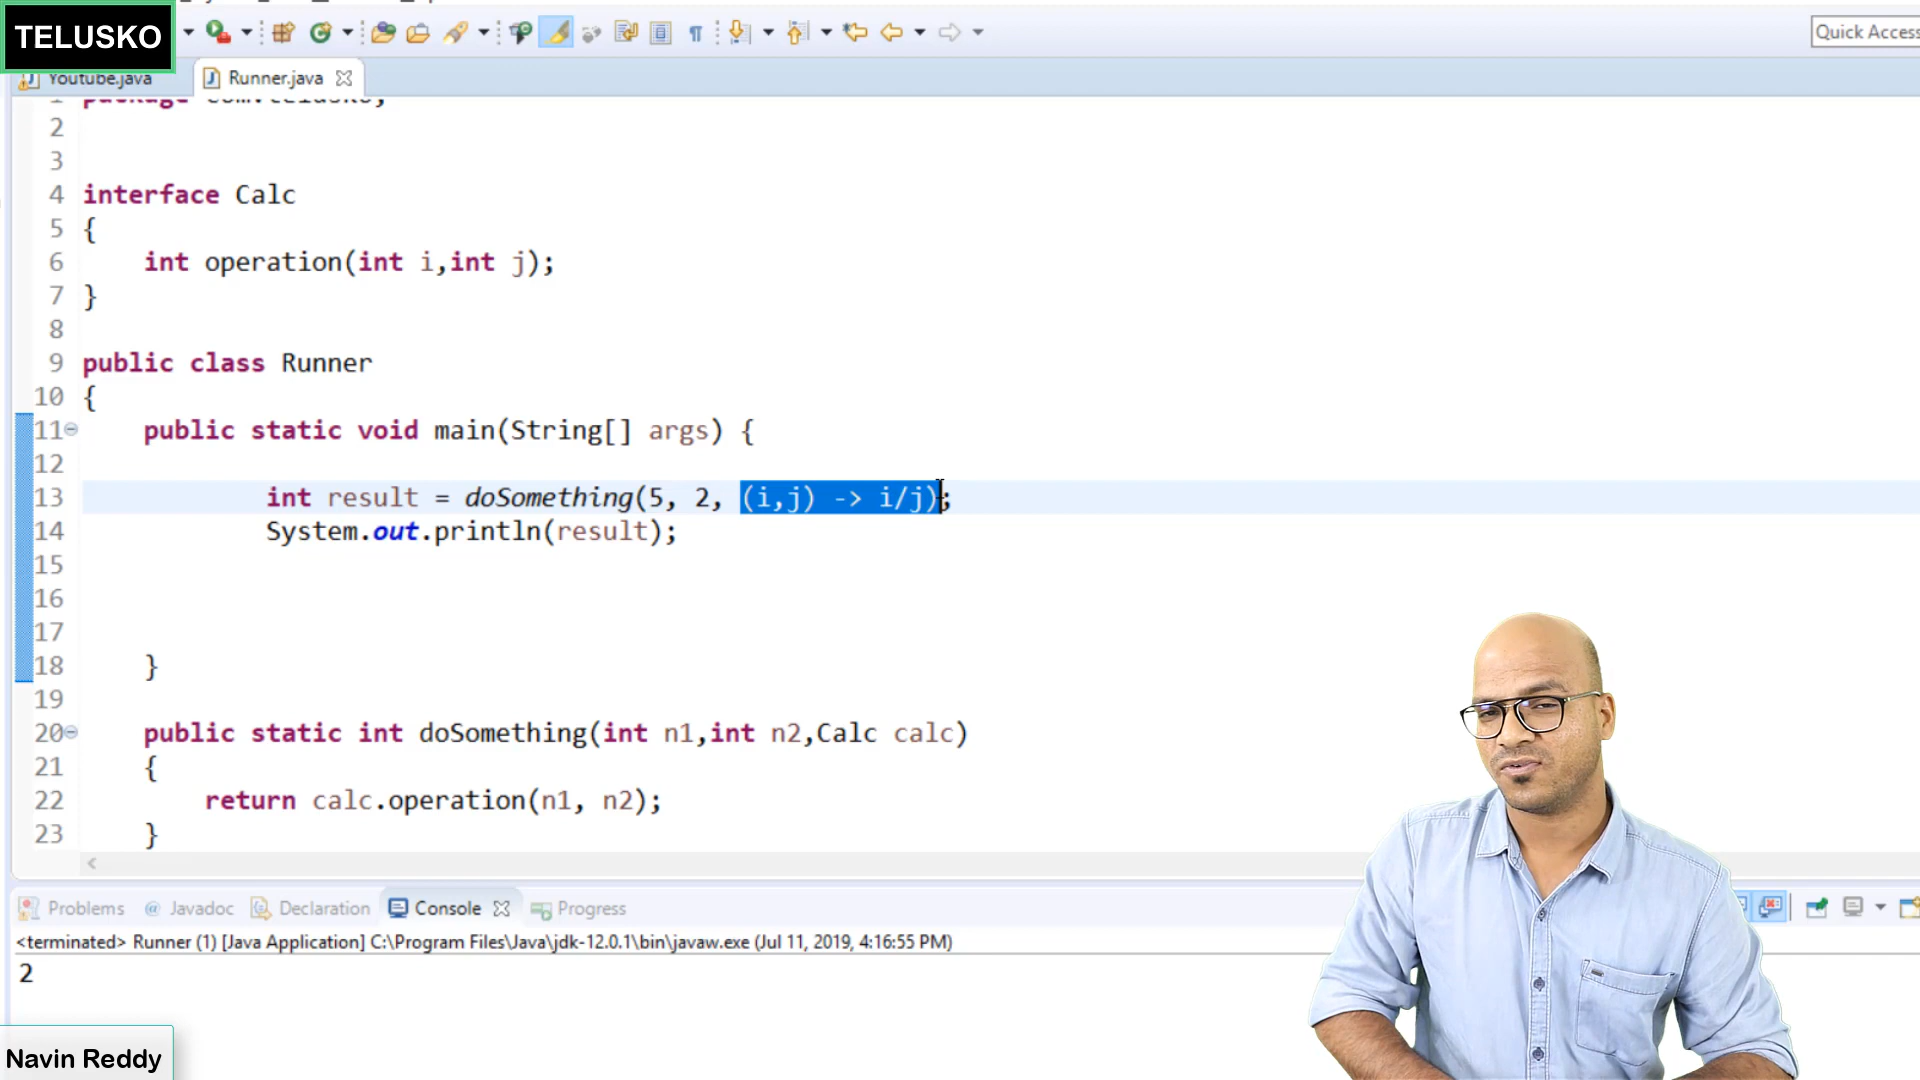 TELUSKO
Quick Access
Youtube.java
Runner.java
1 package com.telusko;
2
3
4 interface Calc
5 {
6 int operation(int i,int j);
7 }
8
9 public class Runner
10 {
11 public static void main(String[] args) {
12
13 int result = doSomething(5, 2, (i,j) -> i/j);
14 System.out.println(result);
15
16
17
18 }
19
20 public static int doSomething(int n1,int n2,Calc calc)
21 {
22 return calc.operation(n1, n2);
23 }
Problems @ Javadoc Declaration Console Progress
<terminated> Runner (1) [Java Application] C:\Program Files\Java\jdk-12.0.1\bin\javaw.exe (Jul 11, 2019, 4:16:55 PM)
2
Navin Reddy